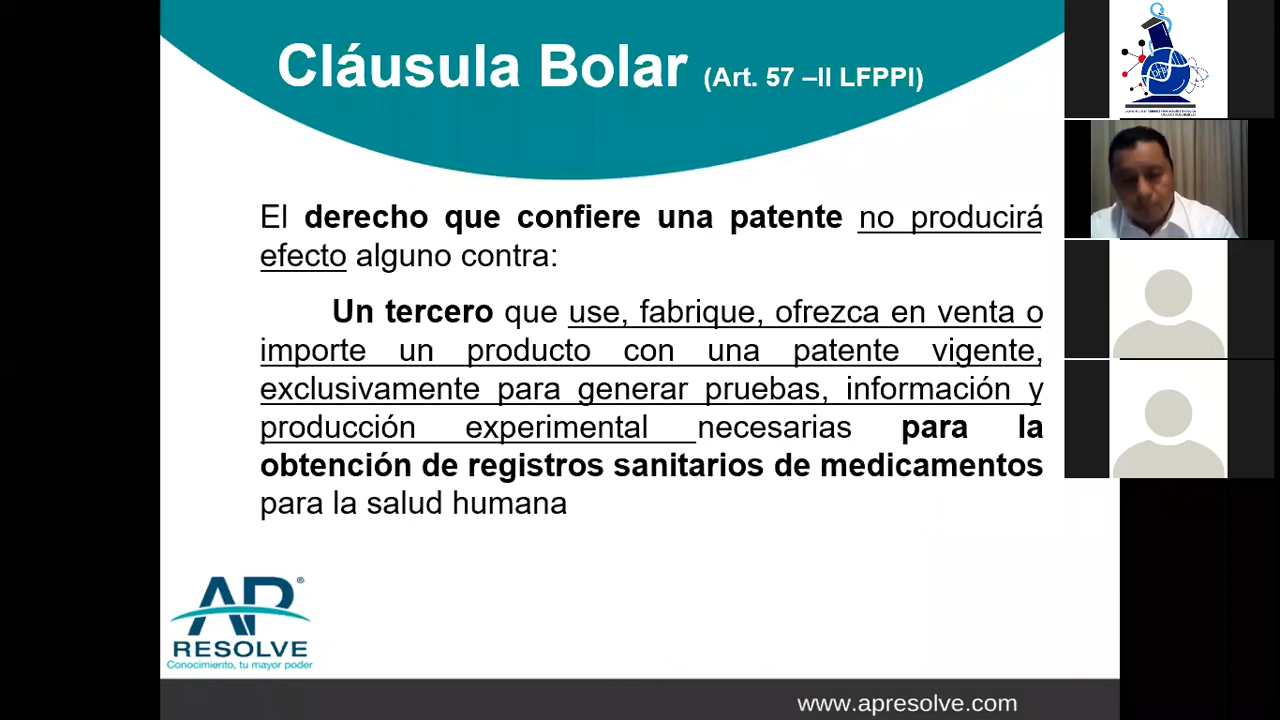 Cláusula Bolar (Art. 57 –II LFPPI)
El derecho que confiere una patente no producirá
efecto alguno contra:
Un tercero que use, fabrique, ofrezca en venta o
importe un producto con una patente vigente,
exclusivamente para generar pruebas, información y
producción experimental necesarias para la
obtención de registros sanitarios de medicamentos
para la salud humana
AP®
RESOLVE
Conocimiento, tu mayor poder
www.apresolve.com